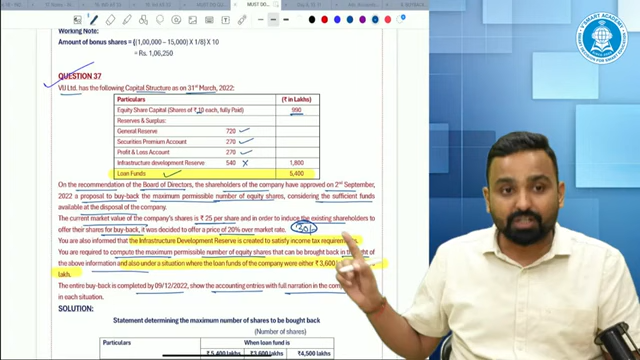 MUST DO
V'SMART ACADEMY
Working Note:
Amount of bonus shares = {(1,00,000 – 15,000) X 1/8} X 10
= Rs. 1,06,250
QUESTION 37
VIJ Ltd. has the following Capital Structure as on 31st March, 2022:
Particulars (₹ in Lakhs)
Equity Share Capital (Shares of ₹ 10 each, fully Paid) 990
Reserves & Surplus:
General Reserve 720
Securities Premium Account 270
Profit & Loss Account 270
Infrastructure development Reserve 540 x 1,800
Loan Funds 5,400
On the recommendation of the Board of Directors, the shareholders of the company have approved on 2nd September,
2022 a proposal to buy-back the maximum permissible number of equity shares, considering the sufficient funds
available at the disposal of the company.
The current market value of the company's shares is ₹ 25 per share and in order to induce the existing shareholders to
offer their shares for buy-back, it was decided to offer a price of 20% over market rate. 30/-
You are also informed that the Infrastructure Development Reserve is created to satisfy income tax requirements.
You are required to compute the maximum permissible number of equity shares that can be brought back in the light of
the above information and also under a situation where the loan funds of the company were either ₹ 3,600
lakh.
The entire buy-back is completed by 09/12/2022, show the accounting entries with full narration in the
in each situation.
SOLUTION:
Statement determining the maximum number of shares to be bought back
(Number of shares)
Particulars When loan fund is:
₹ 5,400 lakhs ₹ 3,600 lakhs ₹ 4,500 lakhs